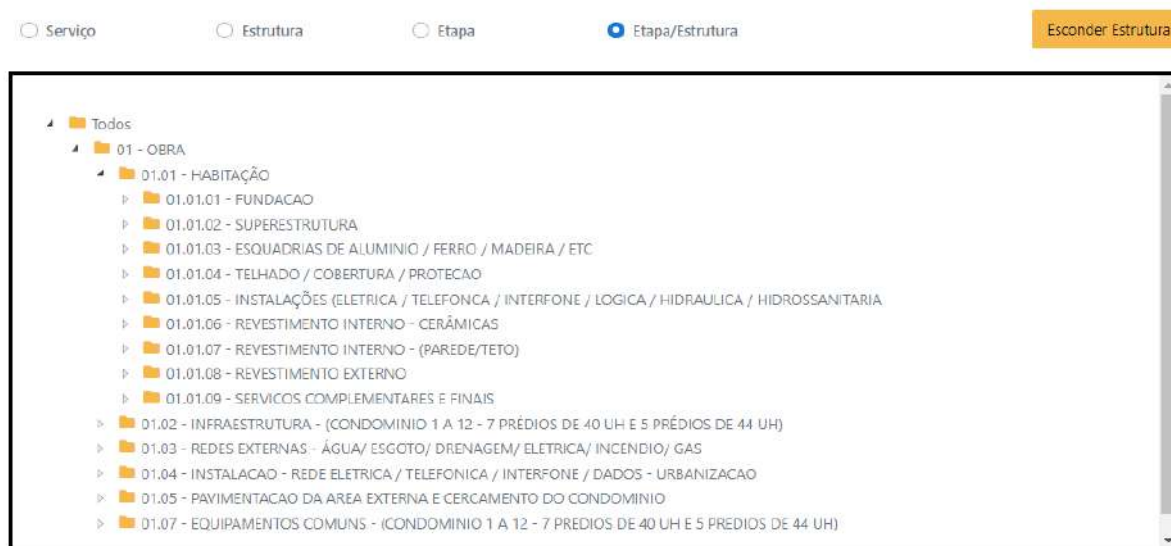 Serviço Estrutura Etapa Etapa/Estrutura Esconder Estrutura
Todos
01 - OBRA
01.01 - HABITAÇÃO
01.01.01 - FUNDACAO
01.01.02 - SUPERESTRUTURA
01.01.03 - ESQUADRIAS DE ALUMINIO / FERRO / MADEIRA / ETC
01.01.04 - TELHADO / COBERTURA / PROTECAO
01.01.05 - INSTALAÇÕES (ELETRICA / TELEFONCA / INTERFONE / LOGICA / HIDRAULICA / HIDROSSANITARIA
01.01.06 - REVESTIMENTO INTERNO - CERÂMICAS
01.01.07 - REVESTIMENTO INTERNO - (PAREDE/TETO)
01.01.08 - REVESTIMENTO EXTERNO
01.01.09 - SERVICOS COMPLEMENTARES E FINAIS
01.02 - INFRAESTRUTURA - (CONDOMINIO 1 A 12 - 7 PRÉDIOS DE 40 UH E 5 PRÉDIOS DE 44 UH)
01.03 - REDES EXTERNAS - ÁGUA/ ESGOTO/ DRENAGEM/ ELETRICA/ INCENDIO/ GAS
01.04 - INSTALACAO - REDE ELETRICA / TELEFONICA / INTERFONE / DADOS - URBANIZACAO
01.05 - PAVIMENTACAO DA AREA EXTERNA E CERCAMENTO DO CONDOMINIO
01.07 - EQUIPAMENTOS COMUNS - (CONDOMINIO 1 A 12 - 7 PREDIOS DE 40 UH E 5 PREDIOS DE 44 UH)